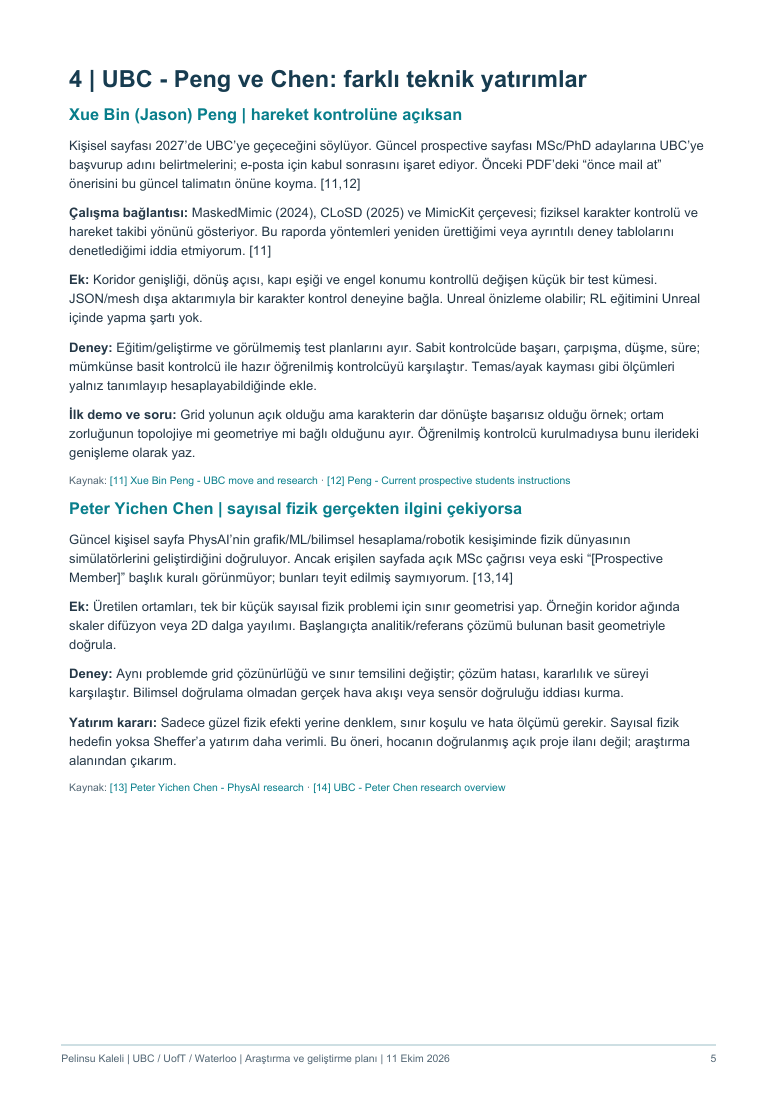 4 | UBC - Peng ve Chen: farklı teknik yatırımlar
Xue Bin (Jason) Peng | hareket kontrolüne açıksan
Kişisel sayfası 2027’de UBC’ye geçeceğini söylüyor. Güncel prospective sayfası MSc/PhD adaylarına UBC’ye
başvurup adını belirtmelerini; e-posta için kabul sonrasını işaret ediyor. Önceki PDF’deki “önce mail at”
önerisini bu güncel talimatın önüne koyma. [11,12]
Çalışma bağlantısı: MaskedMimic (2024), CLoSD (2025) ve MimicKit çerçevesi; fiziksel karakter kontrolü ve
hareket takibi yönünü gösteriyor. Bu raporda yöntemleri yeniden ürettiğimi veya ayrıntılı deney tablolarını
denetlediğimi iddia etmiyorum. [11]
Ek: Koridor genişliği, dönüş açısı, kapı eşiği ve engel konumu kontrollü değişen küçük bir test kümesi.
JSON/mesh dışa aktarımıyla bir karakter kontrol deneyine bağla. Unreal önizleme olabilir; RL eğitimini Unreal
içinde yapma şartı yok.
Deney: Eğitim/geliştirme ve görülmemiş test planlarını ayır. Sabit kontrolcüde başarı, çarpışma, düşme, süre;
mümkünse basit kontrolcü ile hazır öğrenilmiş kontrolcüyü karşılaştır. Temas/ayak kayması gibi ölçümleri
yalnız tanımlayıp hesaplayabildiğinde ekle.
İlk demo ve soru: Grid yolunun açık olduğu ama karakterin dar dönüşte başarısız olduğu örnek; ortam
zorluğunun topolojiye mi geometriye mi bağlı olduğunu ayır. Öğrenilmiş kontrolcü kurulmadıysa bunu ilerideki
genişleme olarak yaz.
Kaynak: [11] Xue Bin Peng - UBC move and research · [12] Peng - Current prospective students instructions
Peter Yichen Chen | sayısal fizik gerçekten ilgini çekiyorsa
Güncel kişisel sayfa PhysAI’nin grafik/ML/bilimsel hesaplama/robotik kesişiminde fizik dünyasının
simülatörlerini geliştirdiğini doğruluyor. Ancak erişilen sayfada açık MSc çağrısı veya eski “[Prospective
Member]” başlık kuralı görünmüyor; bunları teyit edilmiş saymıyorum. [13,14]
Ek: Üretilen ortamları, tek bir küçük sayısal fizik problemi için sınır geometrisi yap. Örneğin koridor ağında
skaler difüzyon veya 2D dalga yayılımı. Başlangıçta analitik/referans çözümü bulunan basit geometriyle
doğrula.
Deney: Aynı problemde grid çözünürlüğü ve sınır temsilini değiştir; çözüm hatası, kararlılık ve süreyi
karşılaştır. Bilimsel doğrulama olmadan gerçek hava akışı veya sensör doğruluğu iddiası kurma.
Yatırım kararı: Sadece güzel fizik efekti yerine denklem, sınır koşulu ve hata ölçümü gerekir. Sayısal fizik
hedefin yoksa Sheffer’a yatırım daha verimli. Bu öneri, hocanın doğrulanmış açık proje ilanı değil; araştırma
alanından çıkarım.
Kaynak: [13] Peter Yichen Chen - PhysAI research · [14] UBC - Peter Chen research overview
Pelinsu Kaleli | UBC / UofT / Waterloo | Araştırma ve geliştirme planı | 11 Ekim 2026
5